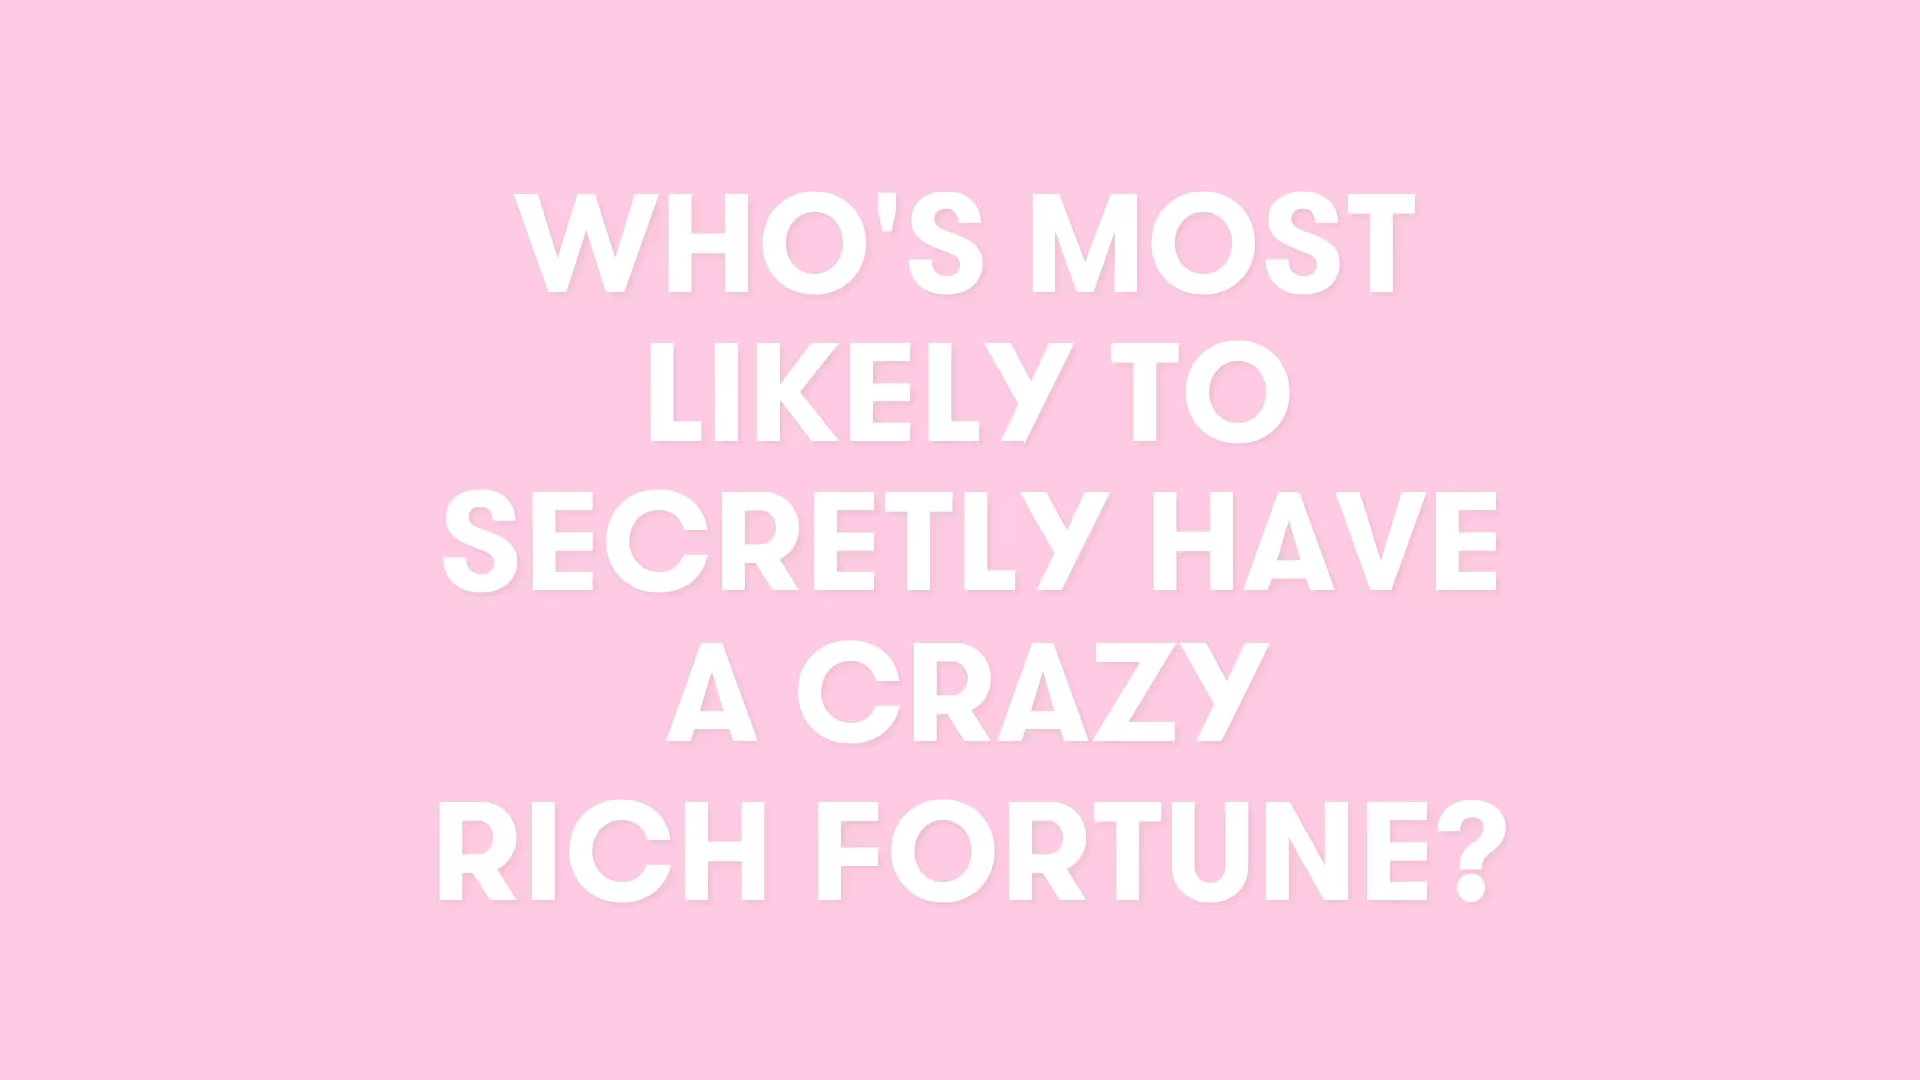 WHO'S MOST
LIKELY TO
SECRETLY HAVE
A CRAZY
RICH FORTUNE?